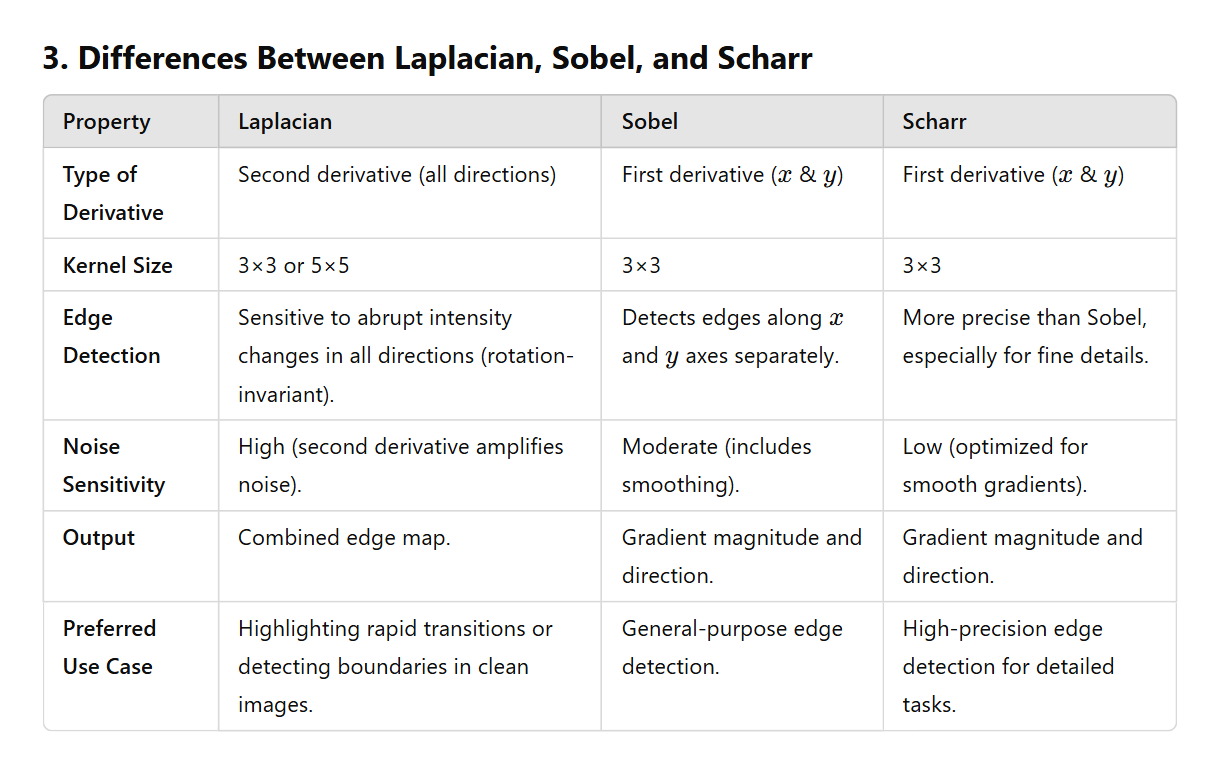 3. Differences Between Laplacian, Sobel, and Scharr
Property Laplacian Sobel Scharr
Type of Derivative Second derivative (all directions) First derivative (x & y) First derivative (x & y)
Kernel Size 3×3 or 5×5 3×3 3×3
Edge Detection Sensitive to abrupt intensity changes in all directions (rotation-invariant). Detects edges along x and y axes separately. More precise than Sobel, especially for fine details.
Noise Sensitivity High (second derivative amplifies noise). Moderate (includes smoothing). Low (optimized for smooth gradients).
Output Combined edge map. Gradient magnitude and direction. Gradient magnitude and direction.
Preferred Use Case Highlighting rapid transitions or detecting boundaries in clean images. General-purpose edge detection. High-precision edge detection for detailed tasks.